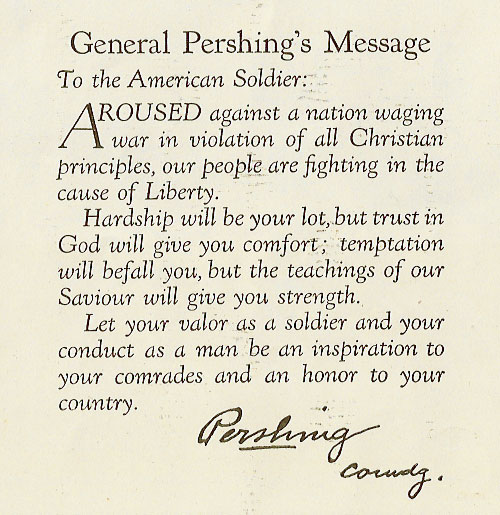 General Pershing's Message
To the American Soldier:
AROUSED against a nation waging
war in violation of all Christian
principles, our people are fighting in the
cause of Liberty.
Hardship will be your lot, but trust in
God will give you comfort; temptation
will befall you, but the teachings of our
Saviour will give you strength.
Let your valor as a soldier and your
conduct as a man be an inspiration to
your comrades and an honor to your
country.
Pershing
Comdg.